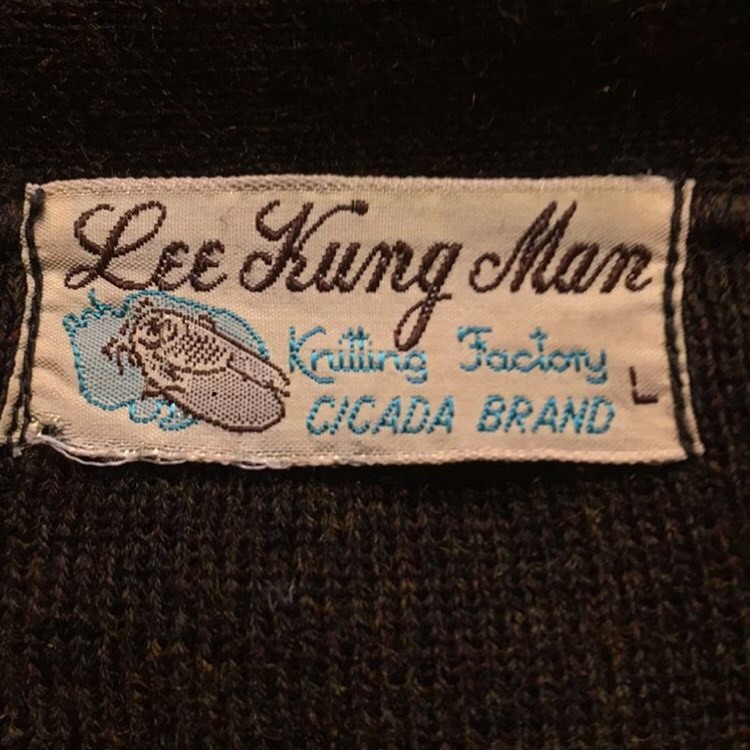 Lee Kung Man
Knitting Factory
CICADA BRAND
L